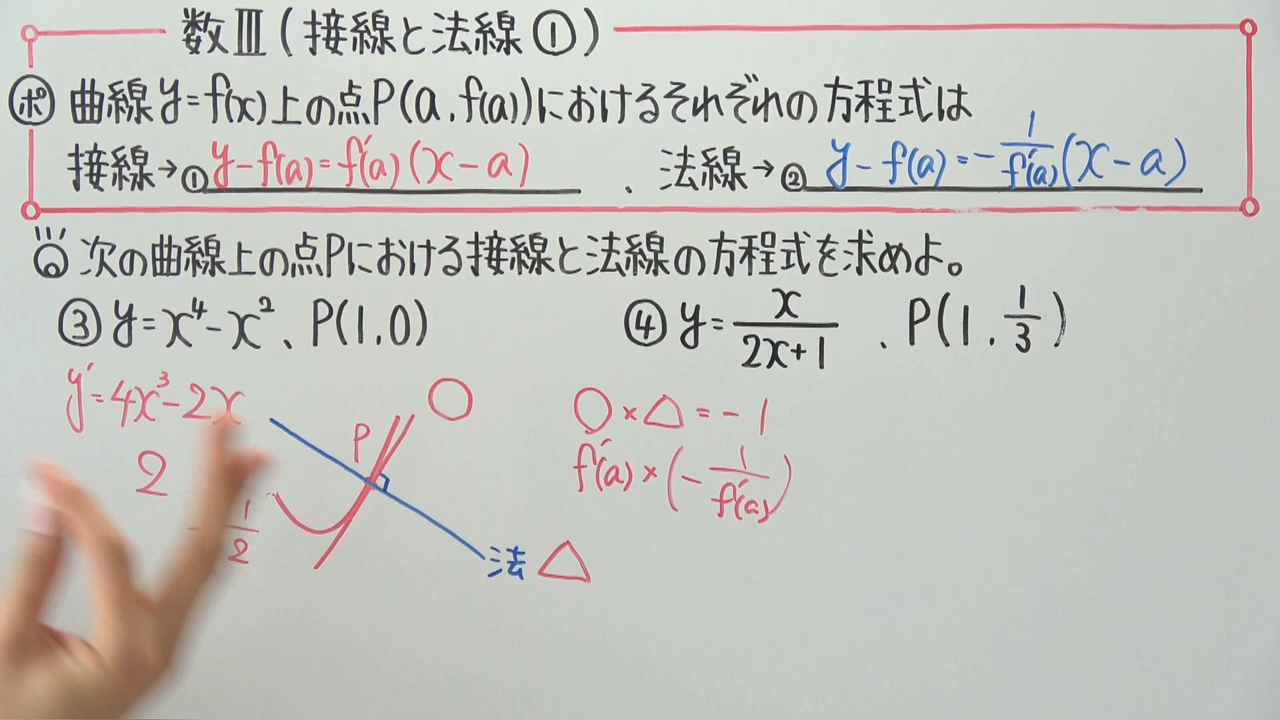 数Ⅲ(接線と法線①)
ポ 曲線y=f(x)上の点P(a, f(a))におけるそれぞれの方程式は
接線→① y-f(a)=f'(a)(x-a) 、法線→② y-f(a)=-1/f'(a)(x-a)
次の曲線上の点Pにおける接線と法線の方程式を求めよ。
③ y=x⁴-x²、P(1,0)
④ y=x/(2x+1) 、P(1, 1/3)
y'=4x³-2x
2
1/2
P
○
法 △
○×△=-1
f'(a)×(-1/f'(a))